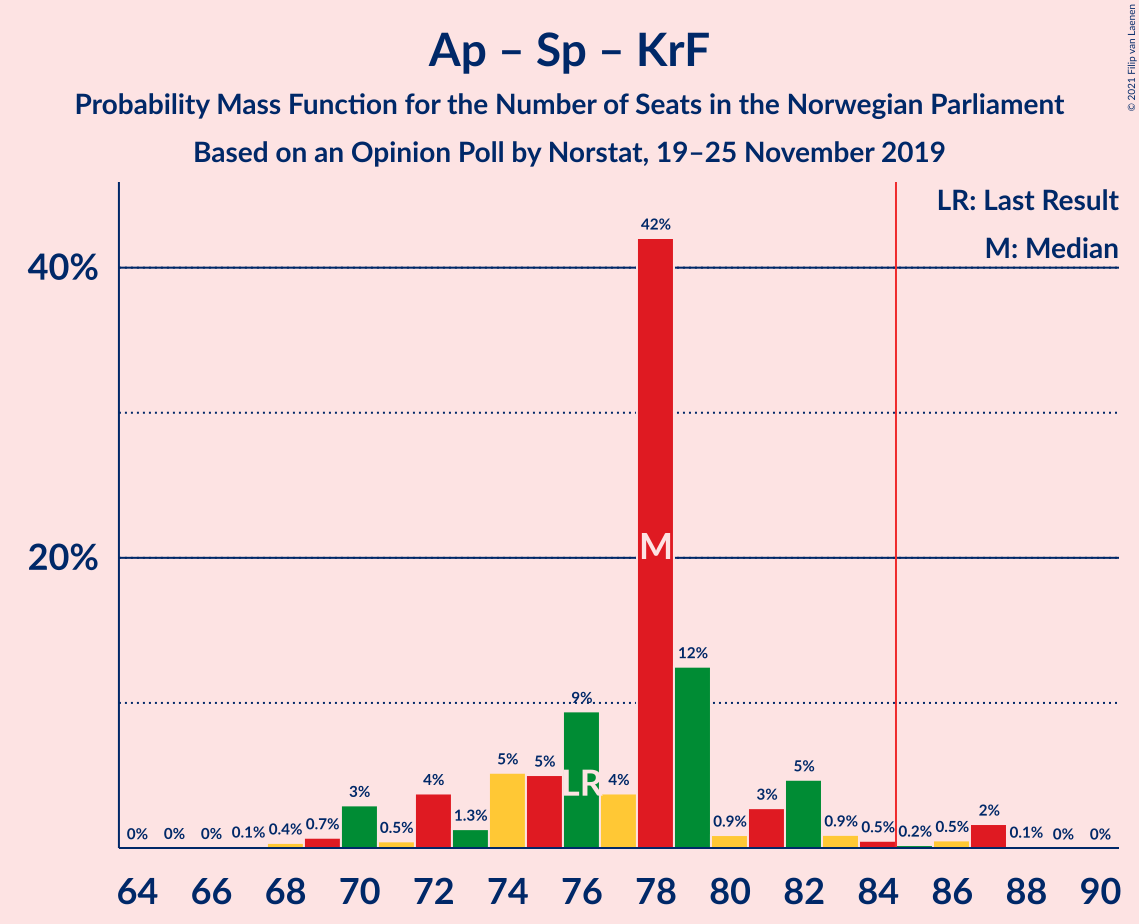 Ap – Sp – KrF
Probability Mass Function for the Number of Seats in the Norwegian Parliament
Based on an Opinion Poll by Norstat, 19–25 November 2019
© 2021 Filip van Laenen
LR: Last Result
M: Median
40%
20%
0% 0% 0% 0.1% 0.4% 0.7% 3% 0.5% 4% 1.3% 5% 5% 9% 4% 42% 12% 0.9% 3% 5% 0.9% 0.5% 0.2% 0.5% 2% 0.1% 0% 0%
M
LR
64 66 68 70 72 74 76 78 80 82 84 86 88 90